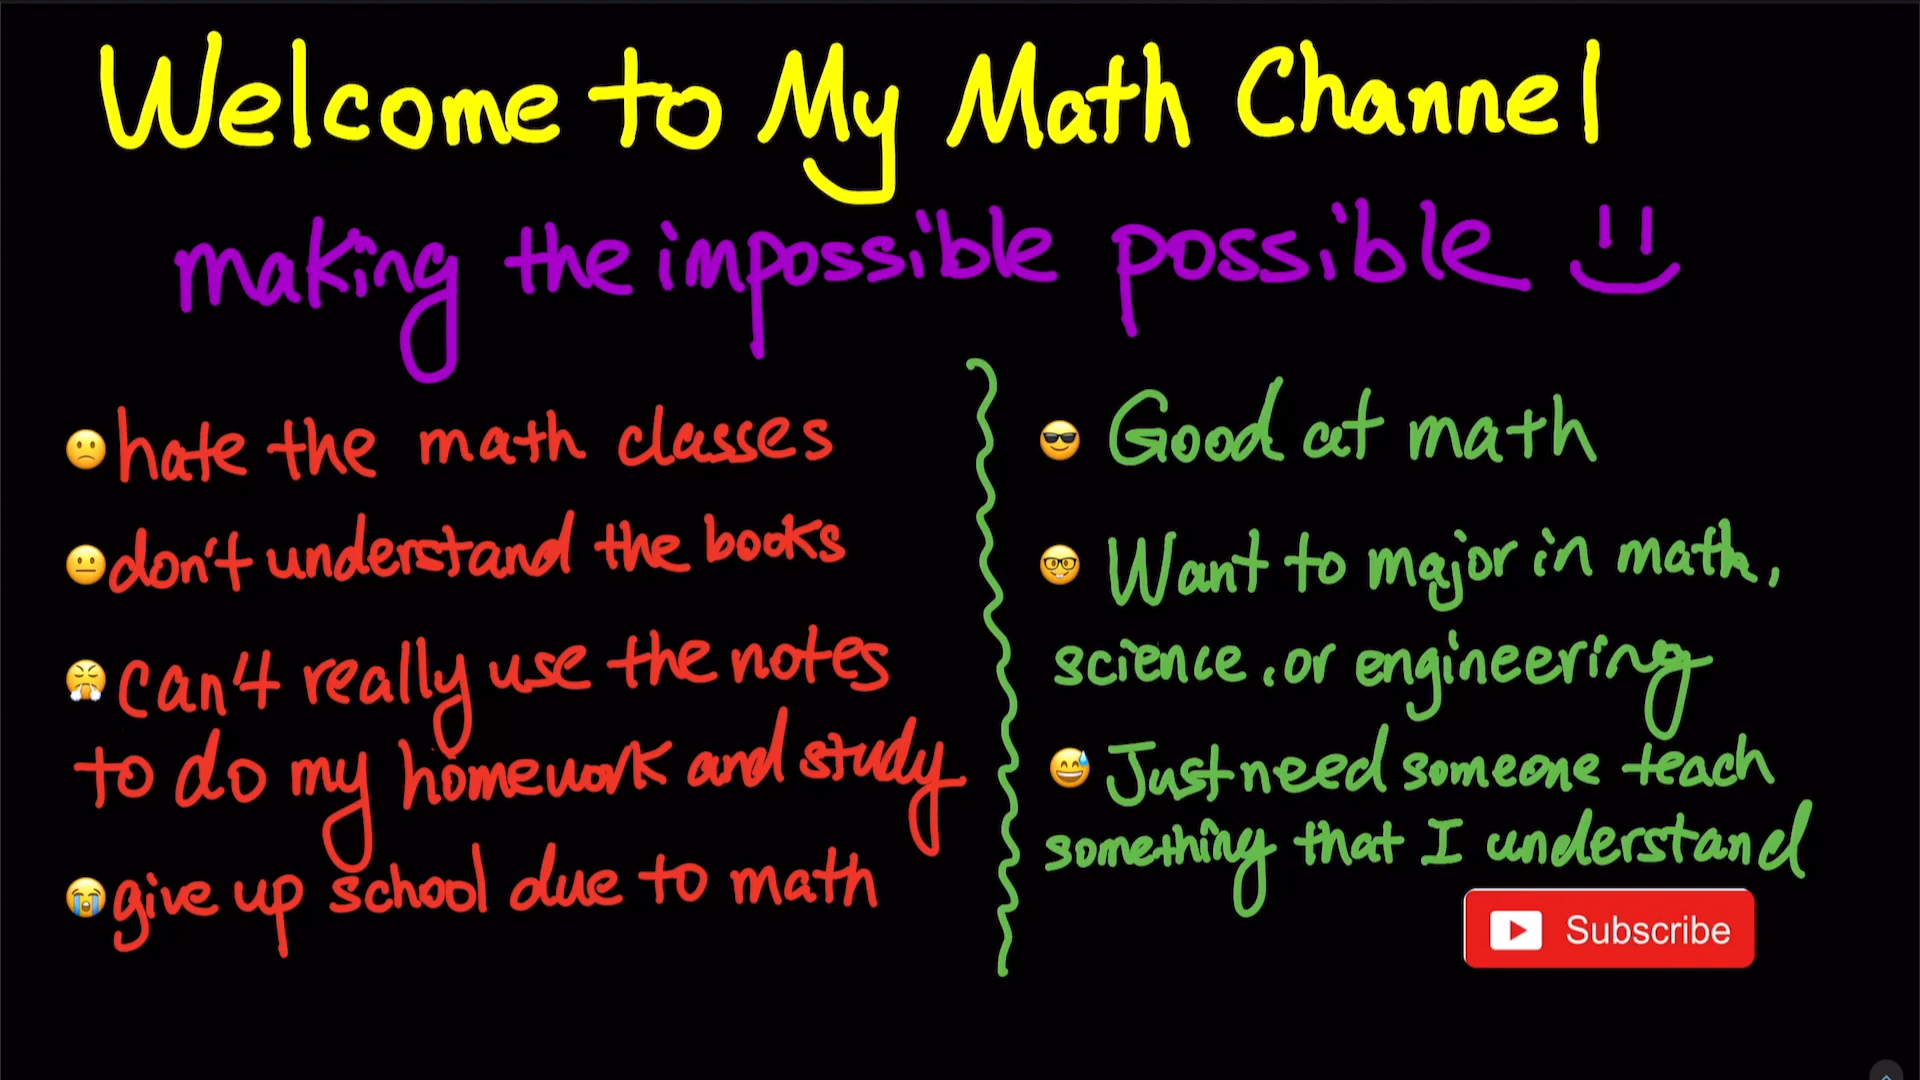 Welcome to My Math Channel
making the impossible possible
hate the math classes
don't understand the books
can't really use the notes
to do my homework and study
give up school due to math
Good at math
Want to major in math,
science, or engineering
Just need someone teach
something that I understand
Subscribe